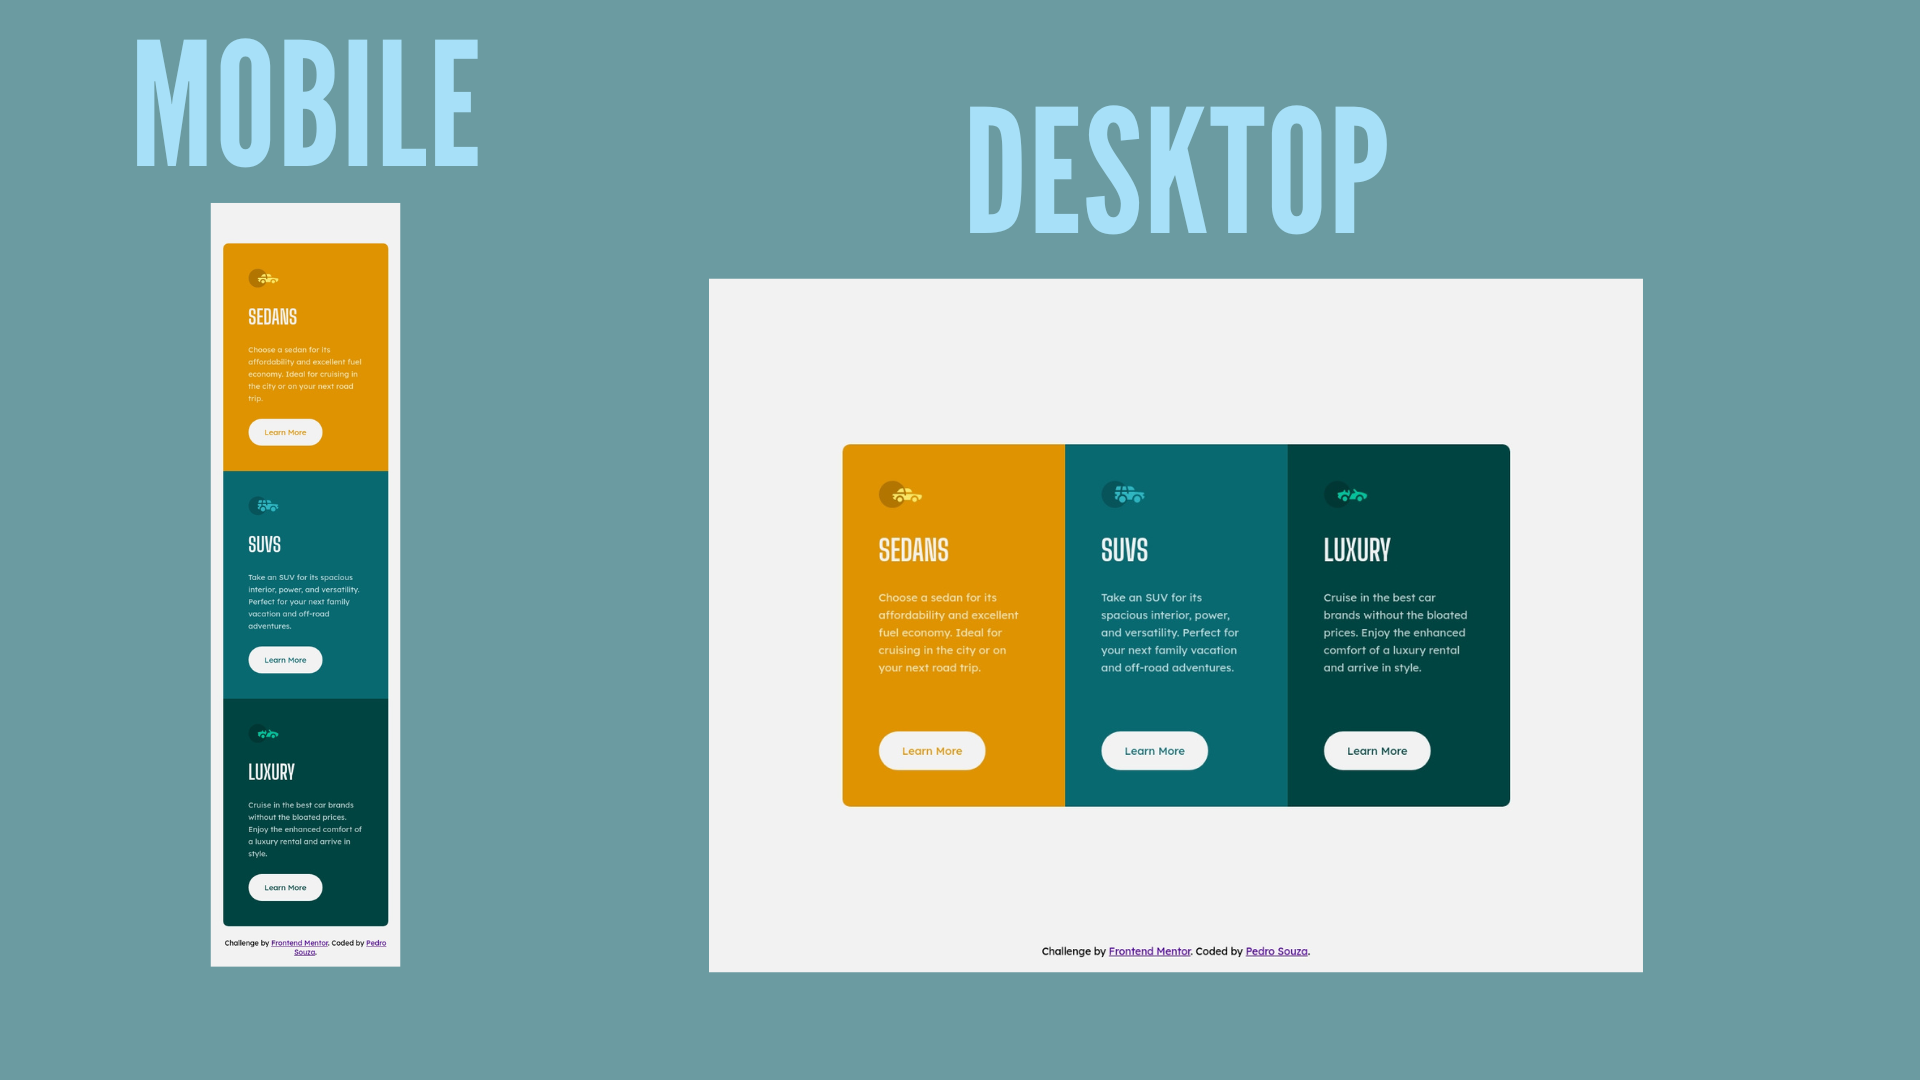 MOBILE
SEDANS
Choose a sedan for its
affordability and excellent fuel
economy. Ideal for cruising in
the city or on your next road
trip.
Learn More
SUVS
Take an SUV for its spacious
interior, power, and versatility.
Perfect for your next family
vacation and off-road
adventures.
Learn More
LUXURY
Cruise in the best car brands
without the bloated prices.
Enjoy the enhanced comfort of
a luxury rental and arrive in
style.
Learn More
Challenge by Frontend Mentor. Coded by Pedro
Souza.
DESKTOP
SEDANS
Choose a sedan for its
affordability and excellent
fuel economy. Ideal for
cruising in the city or on
your next road trip.
Learn More
SUVS
Take an SUV for its
spacious interior, power,
and versatility. Perfect for
your next family vacation
and off-road adventures.
Learn More
LUXURY
Cruise in the best car
brands without the bloated
prices. Enjoy the enhanced
comfort of a luxury rental
and arrive in style.
Learn More
Challenge by Frontend Mentor. Coded by Pedro Souza.